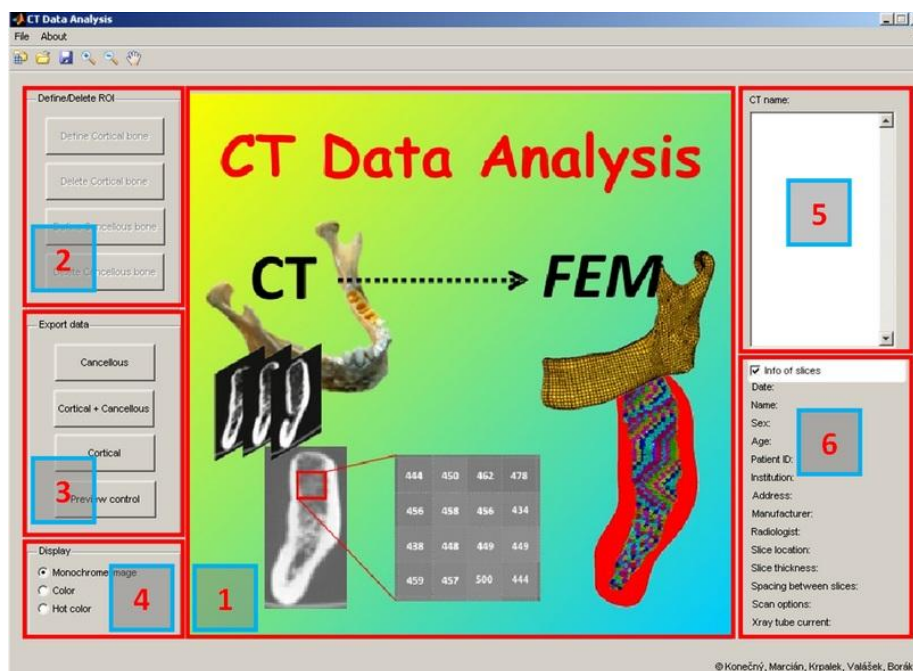 CT Data Analysis
File About
Define/Delete ROI
Define Cortical bone
Delete Cortical bone
Define Cancellous bone
Delete Cancellous bone
2
Export data
Cancellous
Cortical + Cancellous
Cortical
Preview control
3
Display
Monochrome image
Color
Hot color
4
CT Data Analysis
CT
FEM
444 450 462 478
456 458 456 434
438 448 449 449
459 457 500 444
1
CT name:
5
Info of slices
Date:
Name:
Sex:
Age:
Patient ID:
Institution:
Address:
Manufacturer:
Radiologist:
Slice location:
Slice thickness:
Spacing between slices:
Scan options:
Xray tube current:
6
© Konečný, Marcián, Krpalek, Valášek, Borák